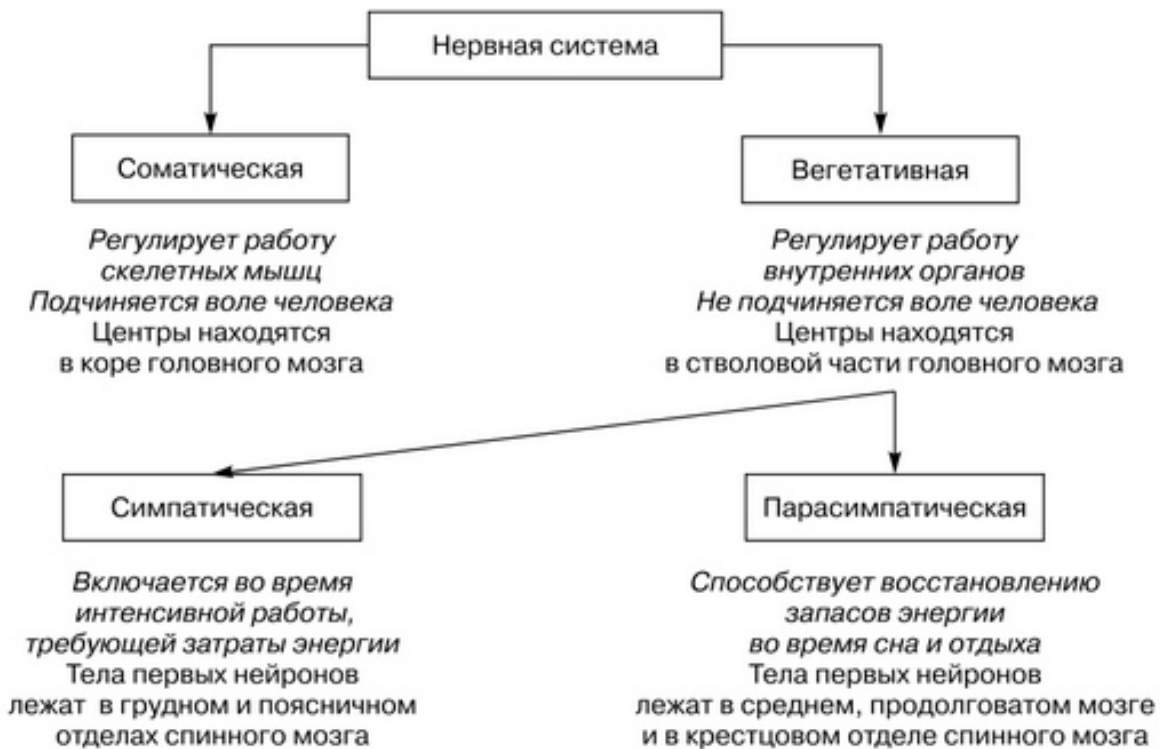 Нервная система
Соматическая
Регулирует работу
скелетных мышц
Подчиняется воле человека
Центры находятся
в коре головного мозга
Вегетативная
Регулирует работу
внутренних органов
Не подчиняется воле человека
Центры находятся
в стволовой части головного мозга
Симпатическая
Включается во время
интенсивной работы,
требующей затраты энергии
Тела первых нейронов
лежат в грудном и поясничном
отделах спинного мозга
Парасимпатическая
Способствует восстановлению
запасов энергии
во время сна и отдыха
Тела первых нейронов
лежат в среднем, продолговатом мозге
и в крестцовом отделе спинного мозга